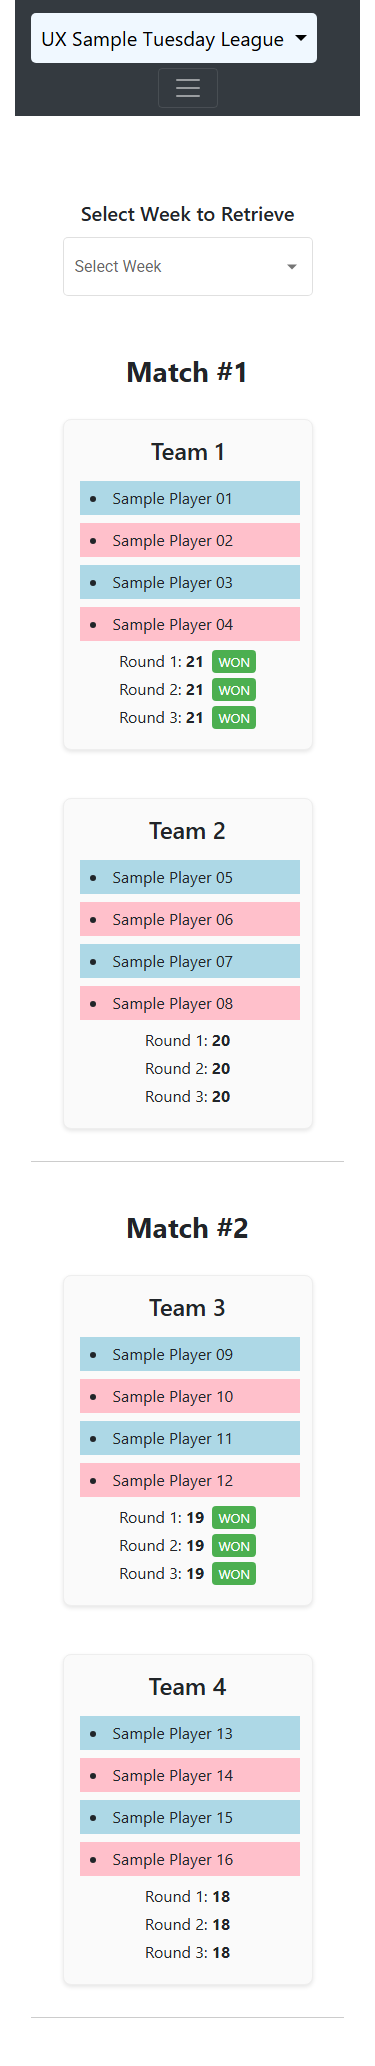 UX Sample Tuesday League
Select Week to Retrieve
Select Week
Match #1
Team 1
Sample Player 01
Sample Player 02
Sample Player 03
Sample Player 04
Round 1: 21 WON
Round 2: 21 WON
Round 3: 21 WON
Team 2
Sample Player 05
Sample Player 06
Sample Player 07
Sample Player 08
Round 1: 20
Round 2: 20
Round 3: 20
Match #2
Team 3
Sample Player 09
Sample Player 10
Sample Player 11
Sample Player 12
Round 1: 19 WON
Round 2: 19 WON
Round 3: 19 WON
Team 4
Sample Player 13
Sample Player 14
Sample Player 15
Sample Player 16
Round 1: 18
Round 2: 18
Round 3: 18